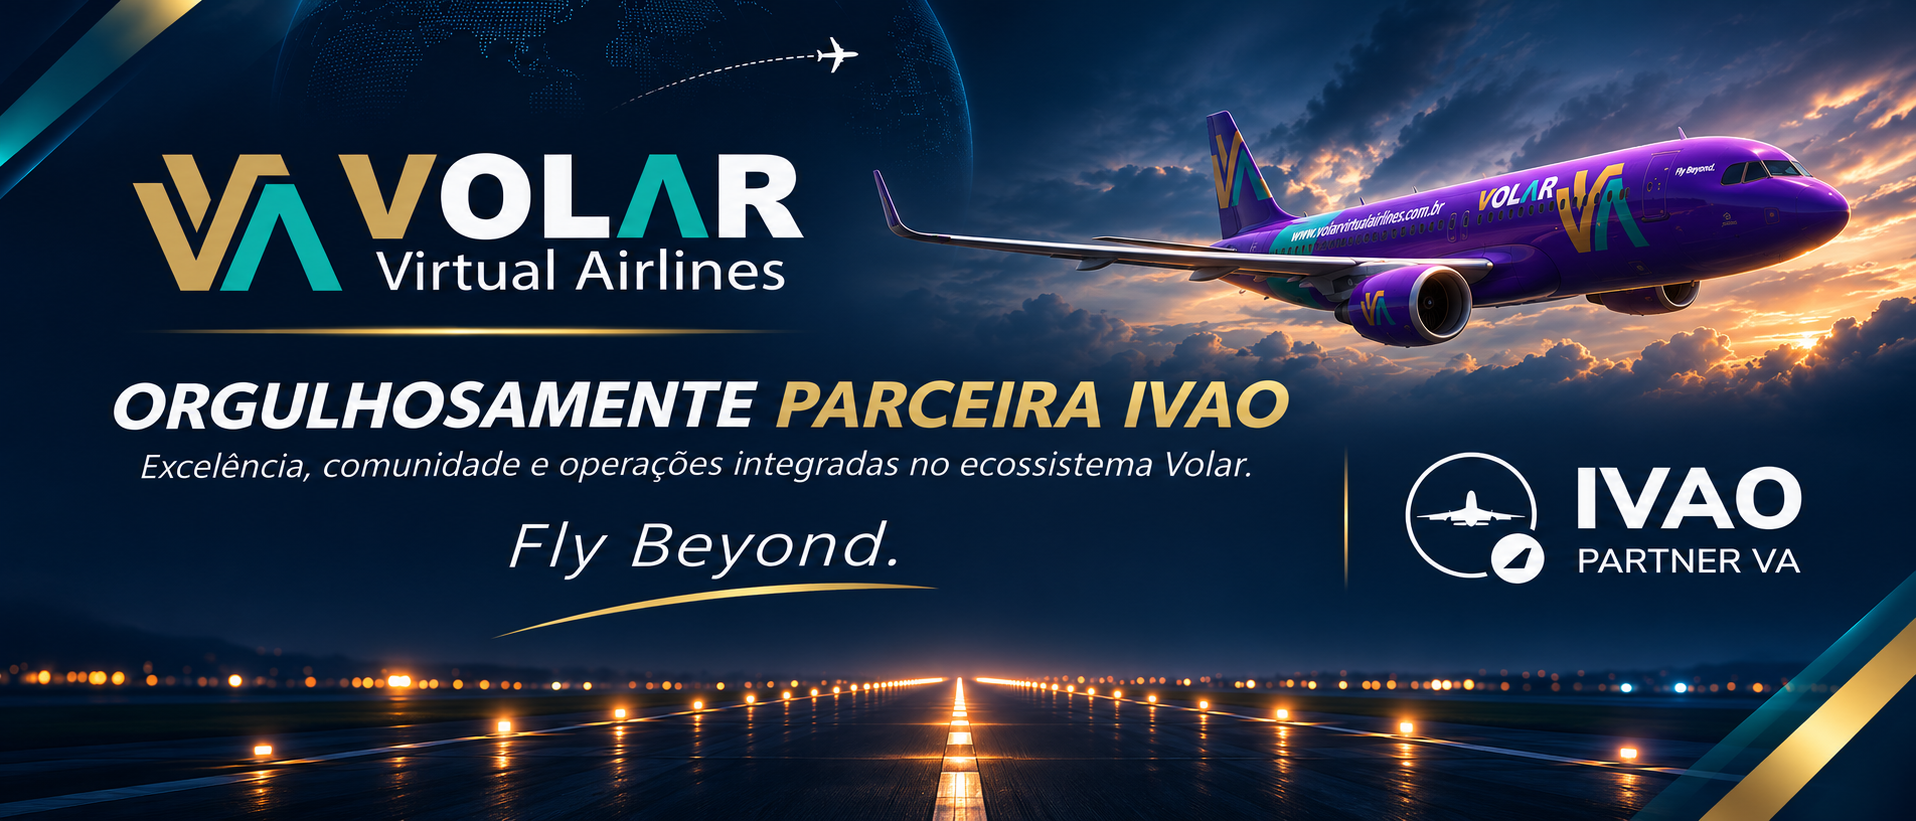 VOLAR
Virtual Airlines
www.volarvirtualairlines.com.br
VOLAR
Fly Beyond.
ORGULHOSAMENTE PARCEIRA IVAO
Excelência, comunidade e operações integradas no ecossistema Volar.
Fly Beyond.
IVAO
PARTNER VA